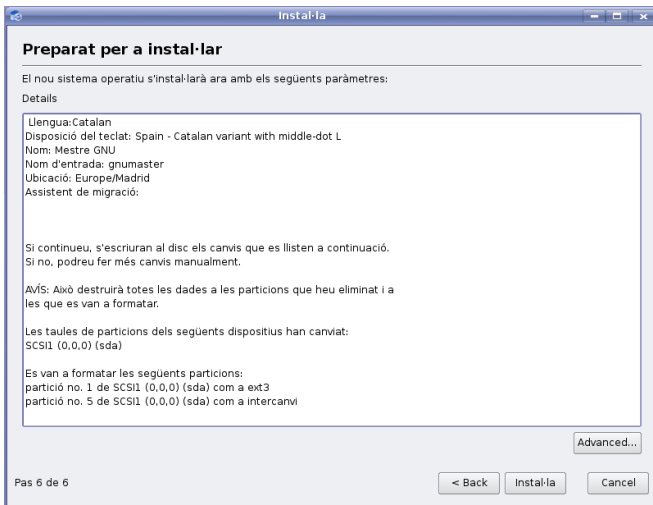 Instal·la
Preparat per a instal·lar
El nou sistema operatiu s'instal·larà ara amb els següents paràmetres:
Details
Llengua:Catalan
Disposició del teclat: Spain - Catalan variant with middle-dot L
Nom: Mestre GNU
Nom d'entrada: gnumaster
Ubicació: Europe/Madrid
Assistent de migració:
Si continueu, s'escriuran al disc els canvis que es llisten a continuació.
Si no, podreu fer més canvis manualment.
AVÍS: Això destruirà totes les dades a les particions que heu eliminat i a
les que es van a formatar.
Les taules de particions dels següents dispositius han canviat:
SCSI1 (0,0,0) (sda)
Es van a formatar les següents particions:
partició no. 1 de SCSI1 (0,0,0) (sda) com a ext3
partició no. 5 de SCSI1 (0,0,0) (sda) com a intercanvi
Advanced...
Pas 6 de 6
< Back
Instal·la
Cancel